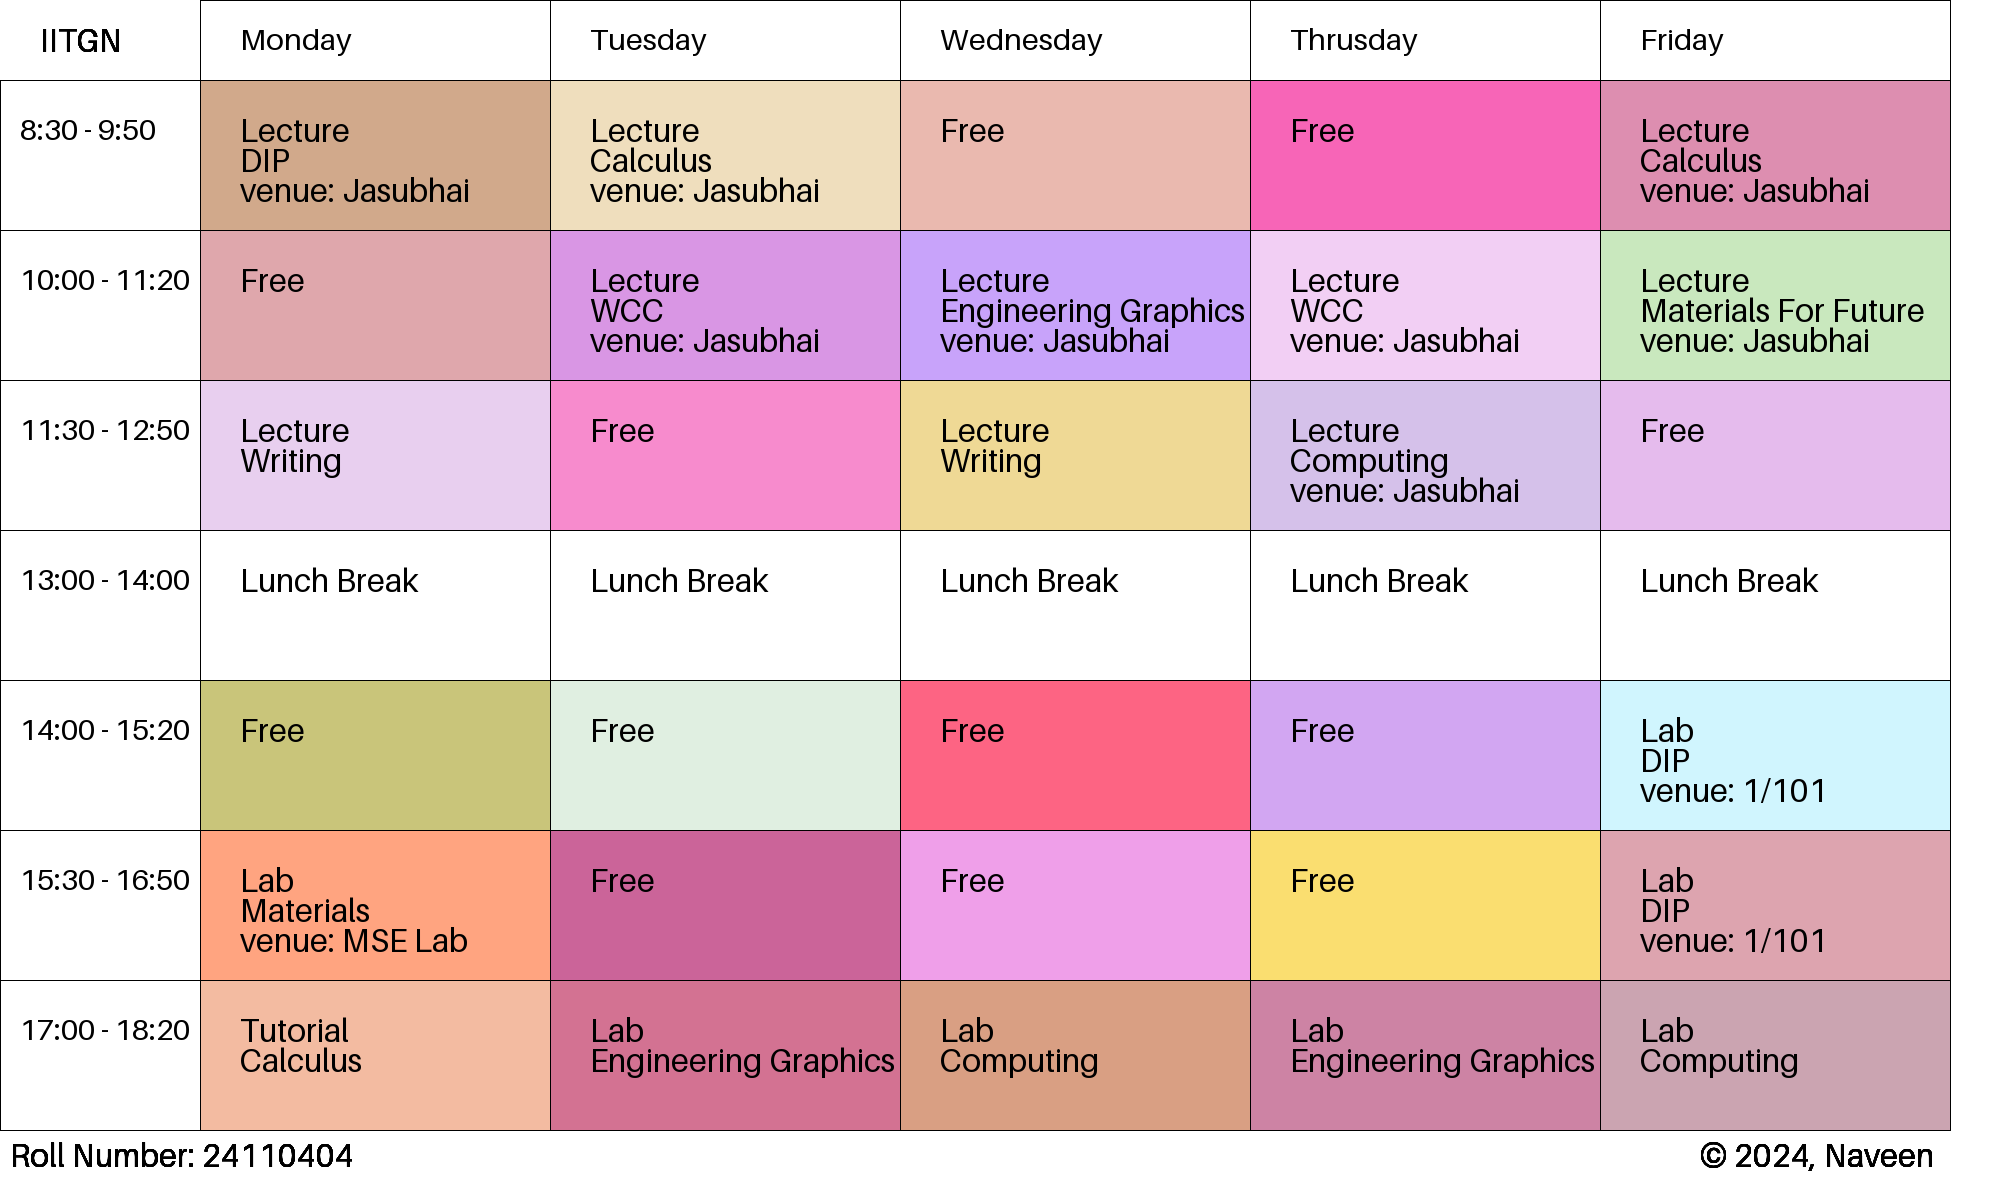 IITGN Monday Tuesday Wednesday Thrusday Friday
8:30 - 9:50
Lecture
DIP
venue: Jasubhai
Lecture
Calculus
venue: Jasubhai
Free
Free
Lecture
Calculus
venue: Jasubhai
10:00 - 11:20
Free
Lecture
WCC
venue: Jasubhai
Lecture
Engineering Graphics
venue: Jasubhai
Lecture
WCC
venue: Jasubhai
Lecture
Materials For Future
venue: Jasubhai
11:30 - 12:50
Lecture
Writing
Free
Lecture
Writing
Lecture
Computing
venue: Jasubhai
Free
13:00 - 14:00
Lunch Break
Lunch Break
Lunch Break
Lunch Break
Lunch Break
14:00 - 15:20
Free
Free
Free
Free
Lab
DIP
venue: 1/101
15:30 - 16:50
Lab
Materials
venue: MSE Lab
Free
Free
Free
Lab
DIP
venue: 1/101
17:00 - 18:20
Tutorial
Calculus
Lab
Engineering Graphics
Lab
Computing
Lab
Engineering Graphics
Lab
Computing
Roll Number: 24110404
© 2024, Naveen